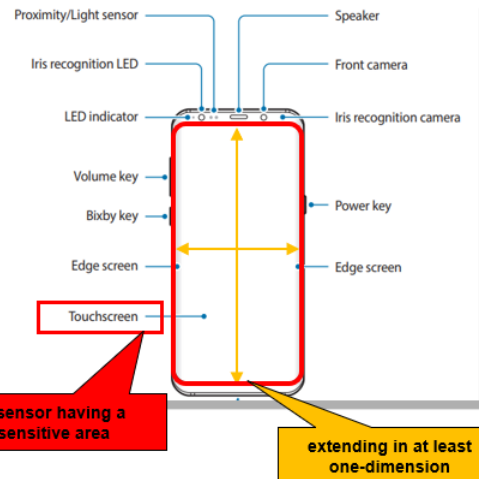 Proximity/Light sensor
Speaker
Iris recognition LED
Front camera
LED indicator
Iris recognition camera
Volume key
Bixby key
Power key
Edge screen
Edge screen
Touchscreen
sensor having a
sensitive area
extending in at least
one-dimension